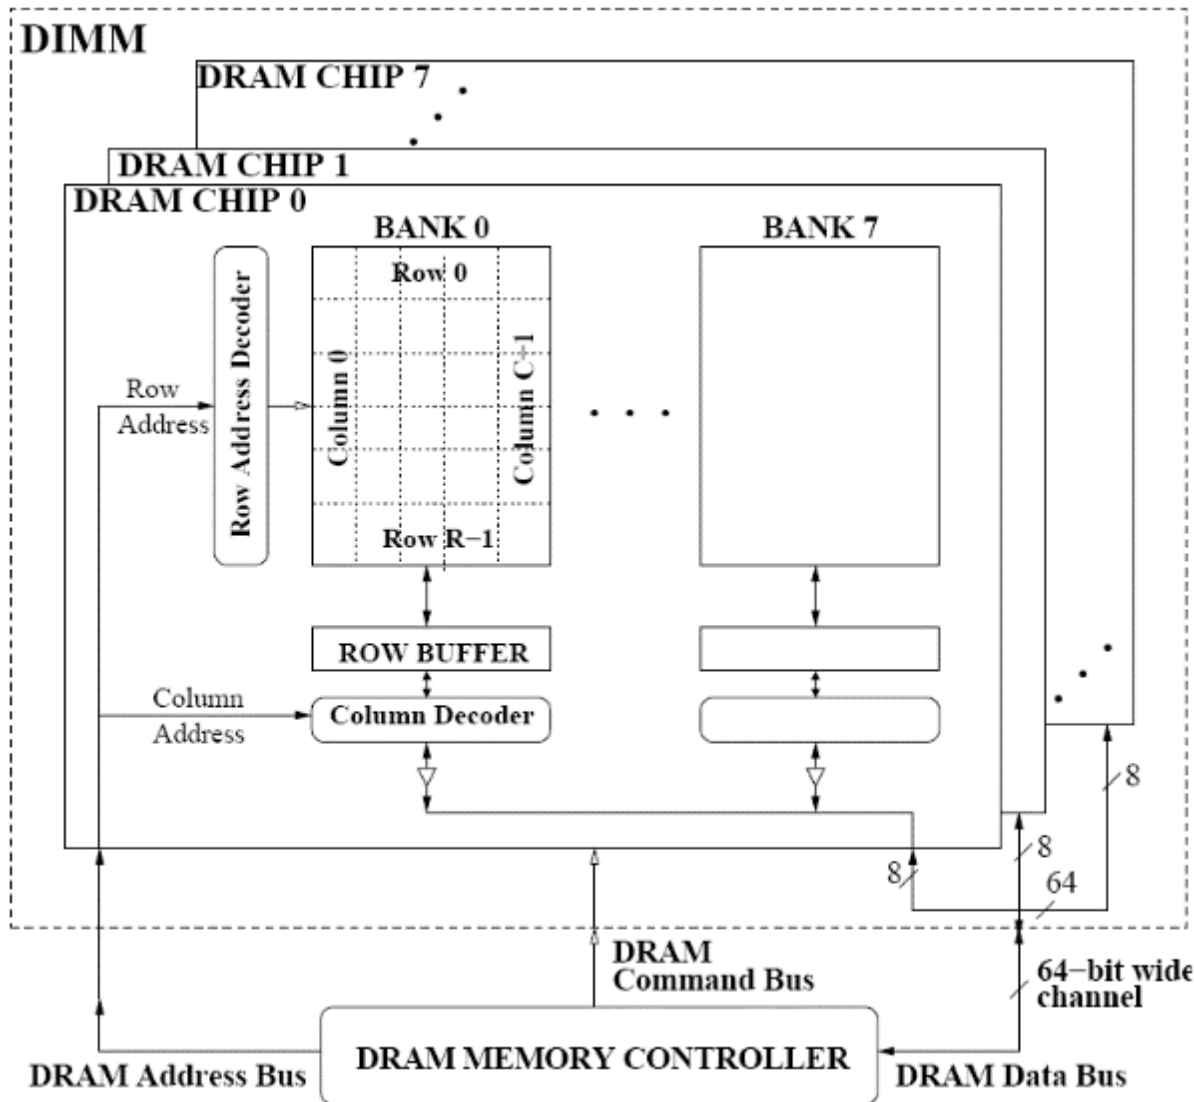 DIMM
DRAM CHIP 7
DRAM CHIP 1
DRAM CHIP 0
BANK 0
BANK 7
Row Address Decoder
Row 0
Column 0
Column C−1
Row
Address
Row R−1
ROW BUFFER
Column
Address
Column Decoder
8
8
8
64
DRAM
Command Bus
64−bit wide
channel
DRAM MEMORY CONTROLLER
DRAM Address Bus
DRAM Data Bus